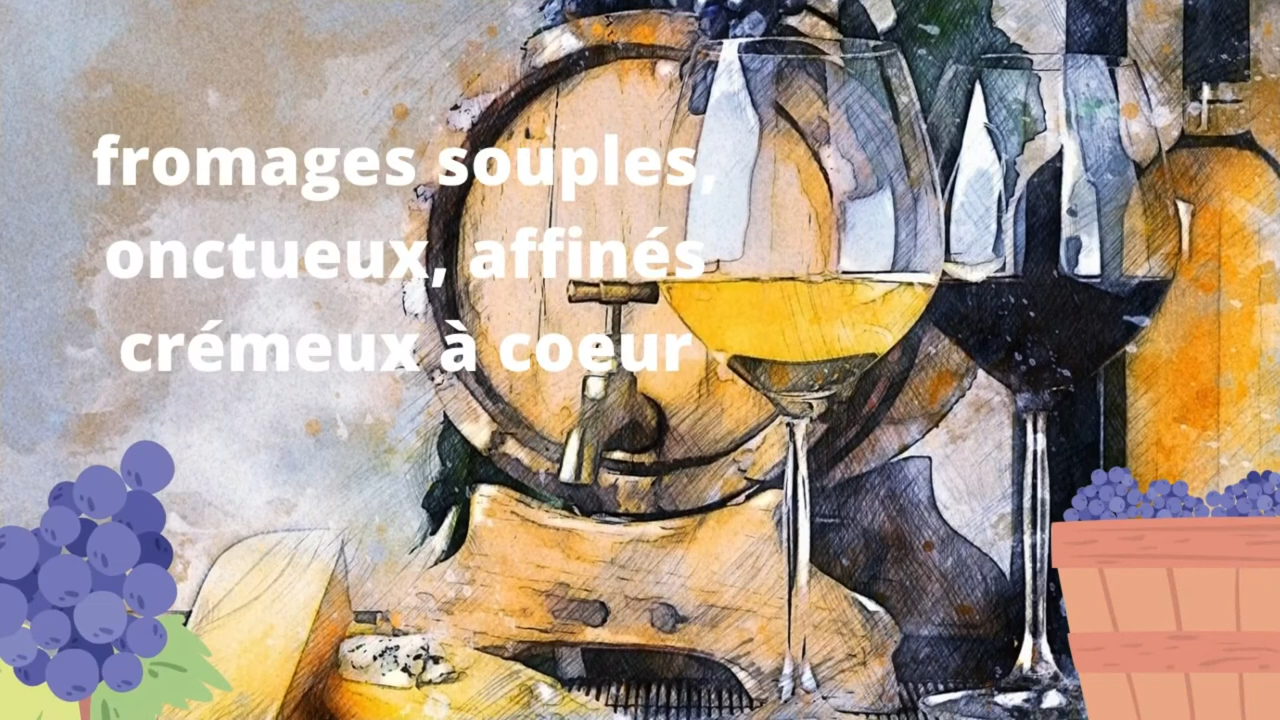 fromages souples,
onctueux, affinés
crémeux à coeur